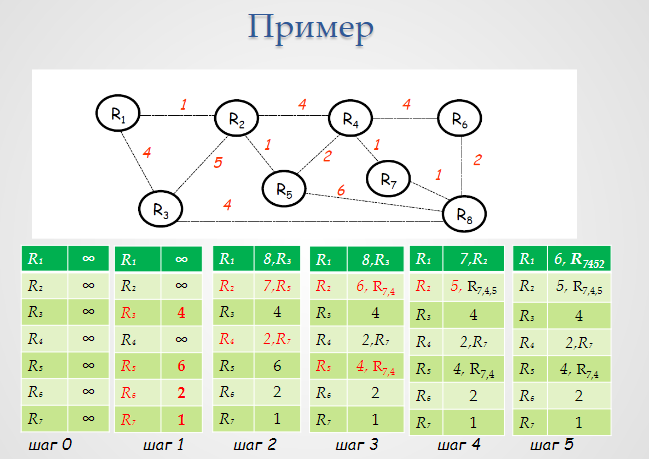 Пример
1 4 4
R1 R2 R4 R6
4 5 1 2 1 2
R5 R7 1
6
R3 4 R8
R1 ∞ R1 ∞ R1 8,R3 R1 8,R3 R1 7,R2 R1 6, R7452
R2 ∞ R2 ∞ R2 7,R5 R2 6, R7,4 R2 5, R7,4,5 R2 5, R7,4,5
R3 ∞ R3 4 R3 4 R3 4 R3 4 R3 4
R4 ∞ R4 ∞ R4 2,R7 R4 2,R7 R4 2,R7 R4 2,R7
R5 ∞ R5 6 R5 6 R5 4, R7,4 R5 4, R7,4 R5 4, R7,4
R6 ∞ R6 2 R6 2 R6 2 R6 2 R6 2
R7 ∞ R7 1 R7 1 R7 1 R7 1 R7 1
шаг 0 шаг 1 шаг 2 шаг 3 шаг 4 шаг 5